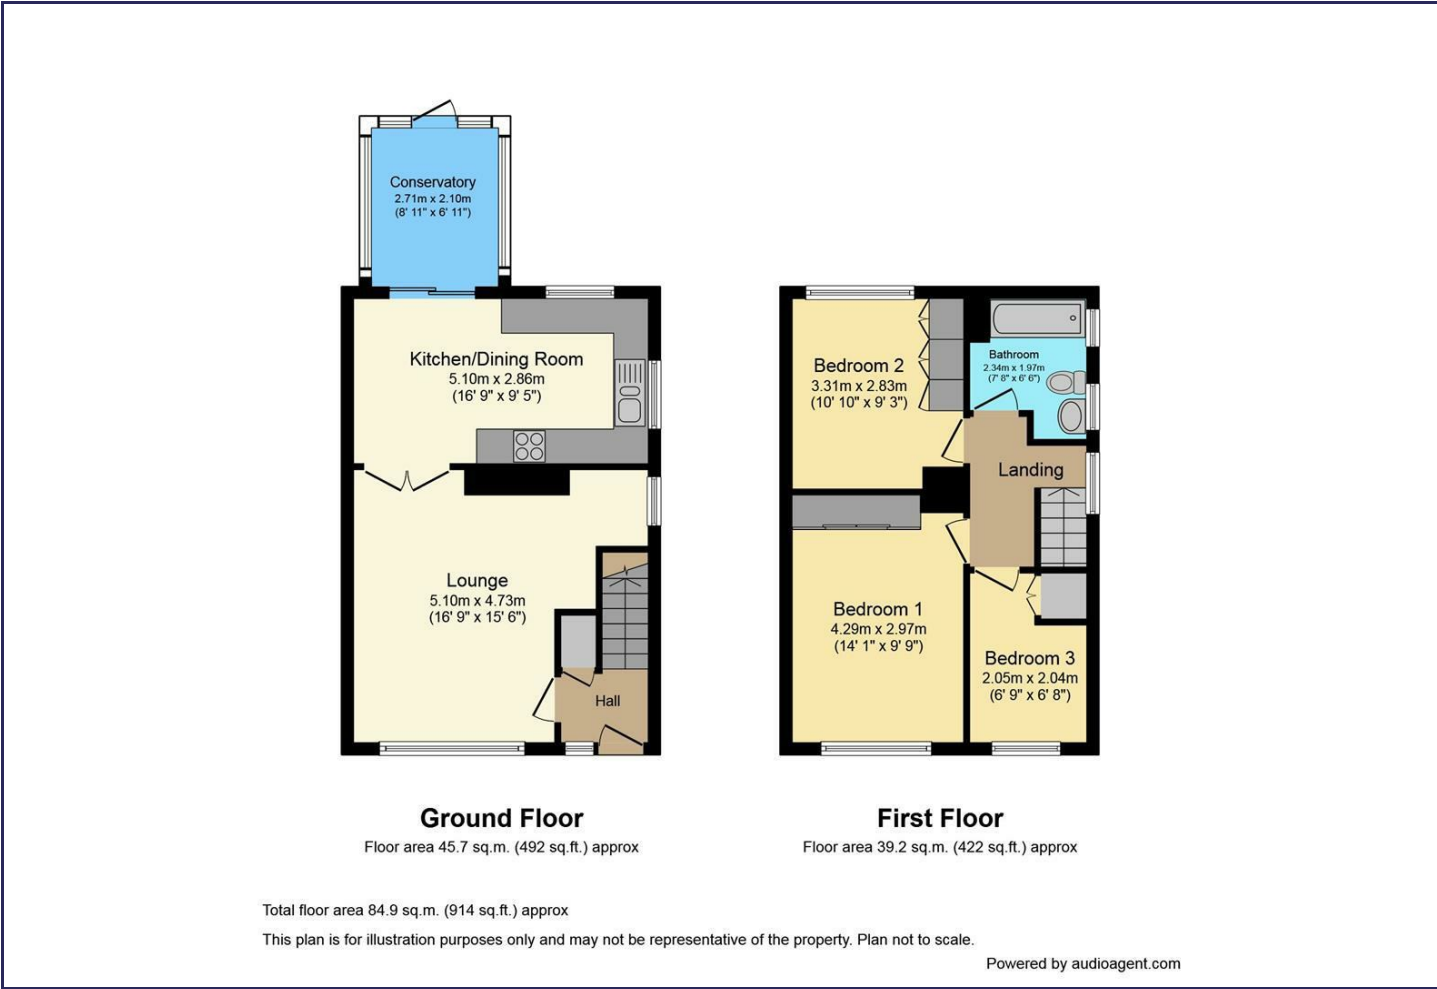 Conservatory
2.71m x 2.10m
(8' 11" x 6' 11")
Kitchen/Dining Room
5.10m x 2.86m
(16' 9" x 9' 5")
Lounge
5.10m x 4.73m
(16' 9" x 15' 6")
Hall
Bedroom 2
3.31m x 2.83m
(10' 10" x 9' 3")
Bathroom
2.34m x 1.97m
(7' 8" x 6' 6")
Landing
Bedroom 1
4.29m x 2.97m
(14' 1" x 9' 9")
Bedroom 3
2.05m x 2.04m
(6' 9" x 6' 8")
Ground Floor
Floor area 45.7 sq.m. (492 sq.ft.) approx
First Floor
Floor area 39.2 sq.m. (422 sq.ft.) approx
Total floor area 84.9 sq.m. (914 sq.ft.) approx
This plan is for illustration purposes only and may not be representative of the property. Plan not to scale.
Powered by audioagent.com